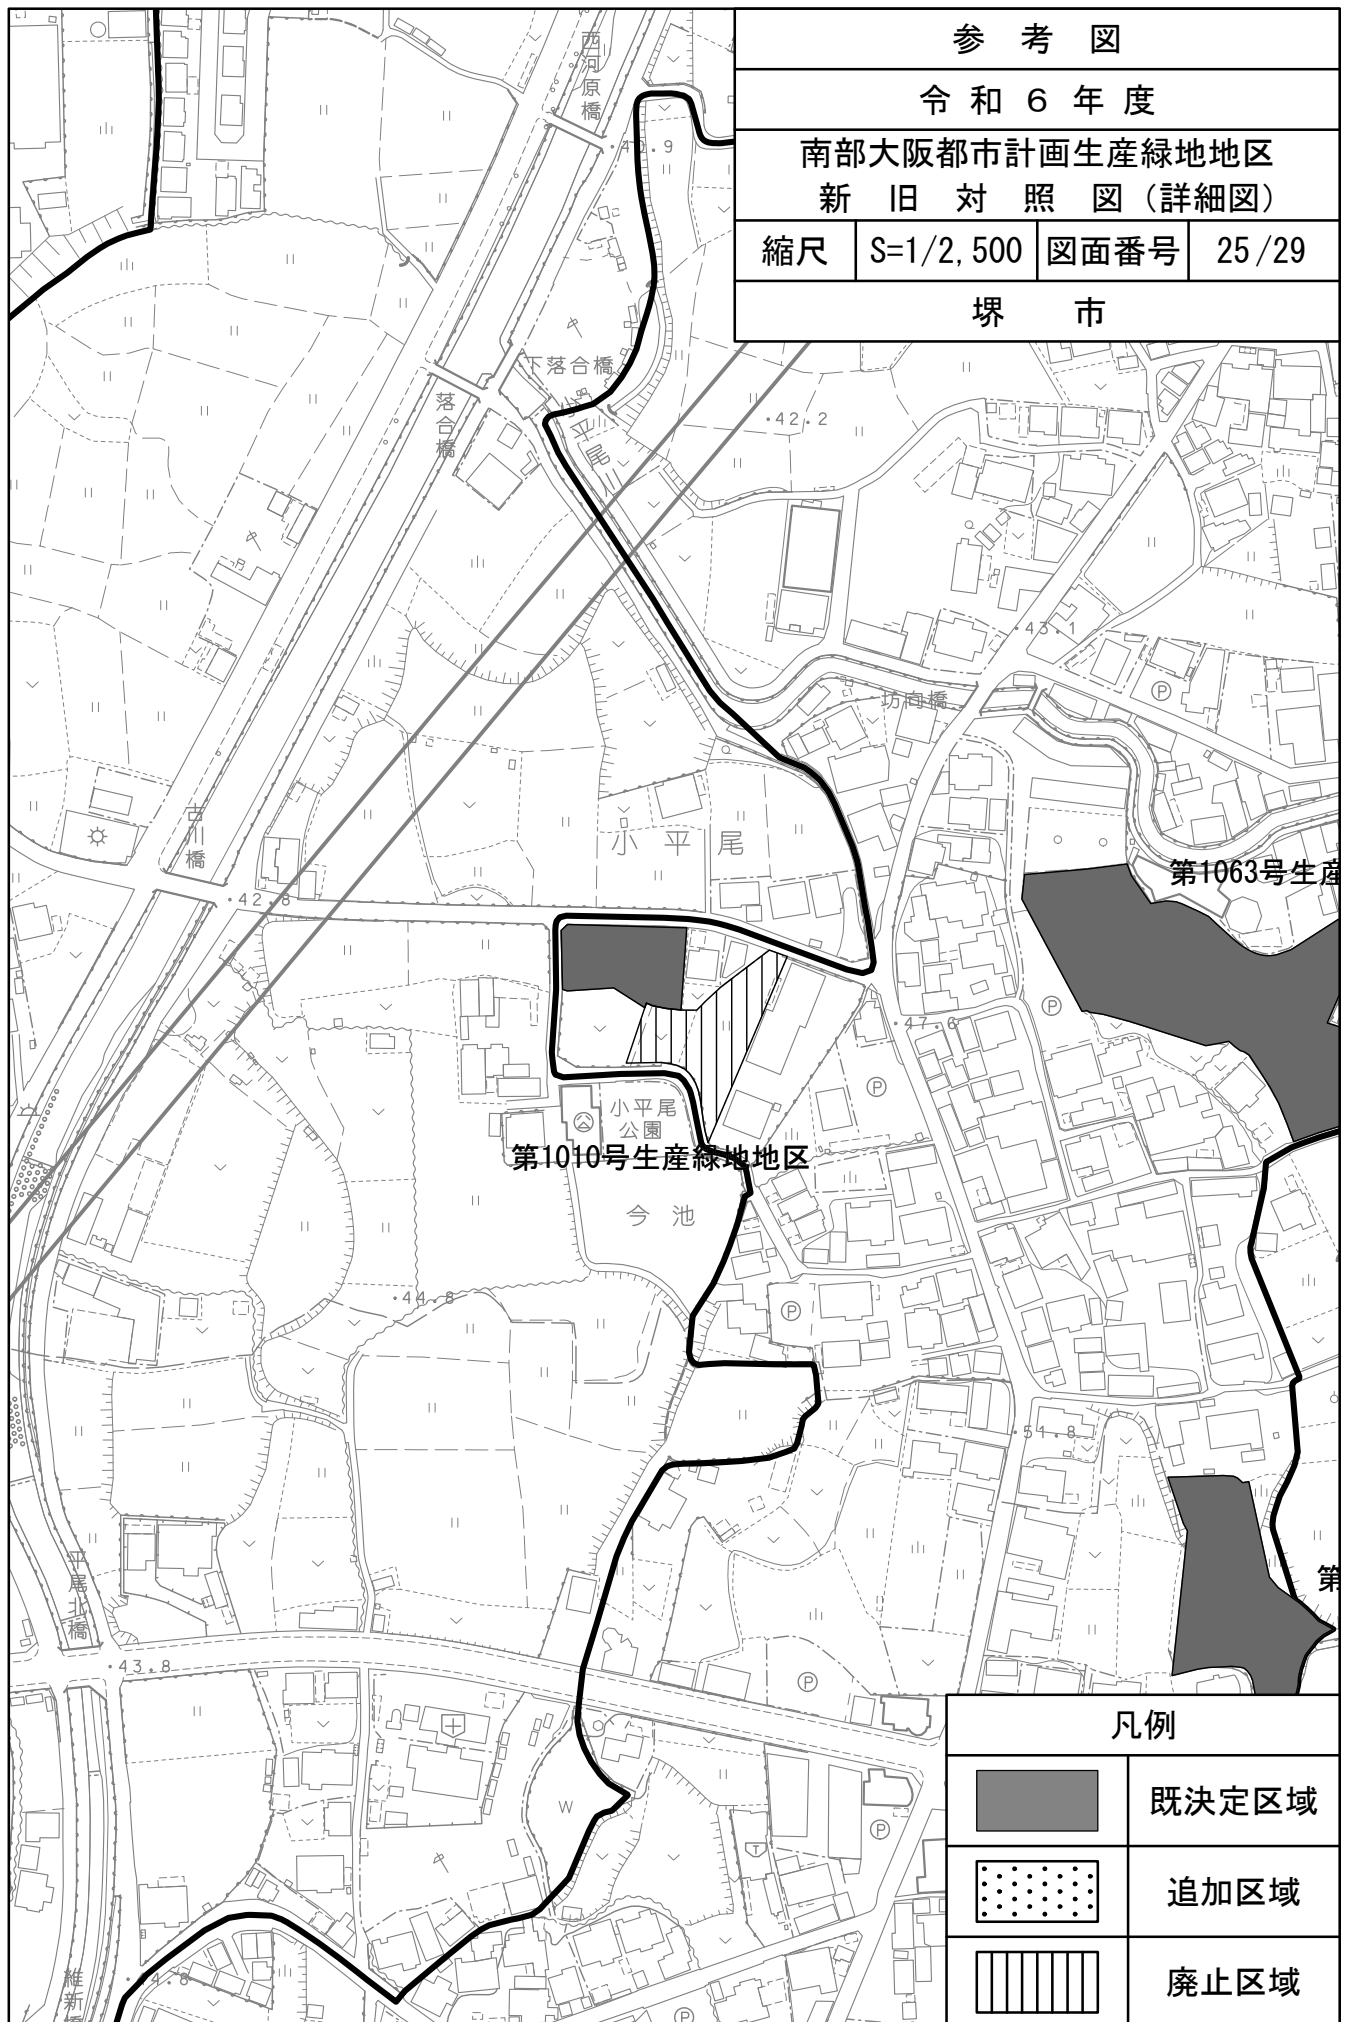 参考図
令和６年度
南部大阪都市計画生産緑地地区
新旧対照図（詳細図）
縮尺 S=1/2,500 図面番号 25/29
堺市
西河原橋
40.9
下落合橋
落合橋
小平尾川
42.2
43.1
坊向橋
P
古川橋
小平尾
42.8
第1063号生産
P
47.6
P
小平尾
公園
第1010号生産緑地地区
今池
44.8
P
51.8
平尾北橋
第
43.8
P
凡例
W
P
既決定区域
追加区域
廃止区域
P